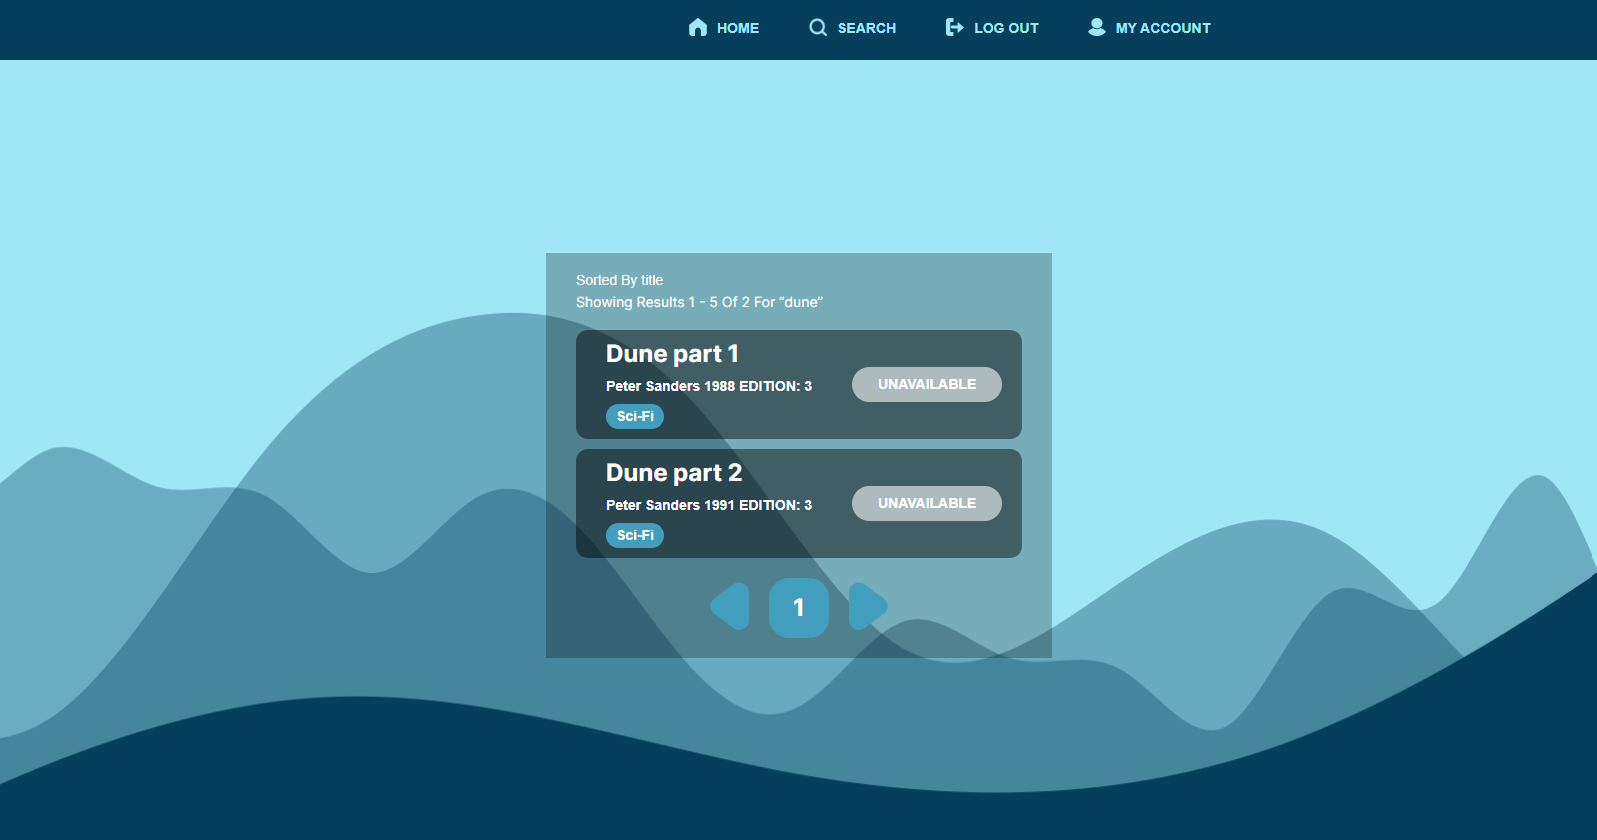 HOME SEARCH LOG OUT MY ACCOUNT
Sorted By title
Showing Results 1 - 5 Of 2 For “dune”
Dune part 1
Peter Sanders 1988 EDITION: 3
UNAVAILABLE
Sci-Fi
Dune part 2
Peter Sanders 1991 EDITION: 3
UNAVAILABLE
Sci-Fi
1